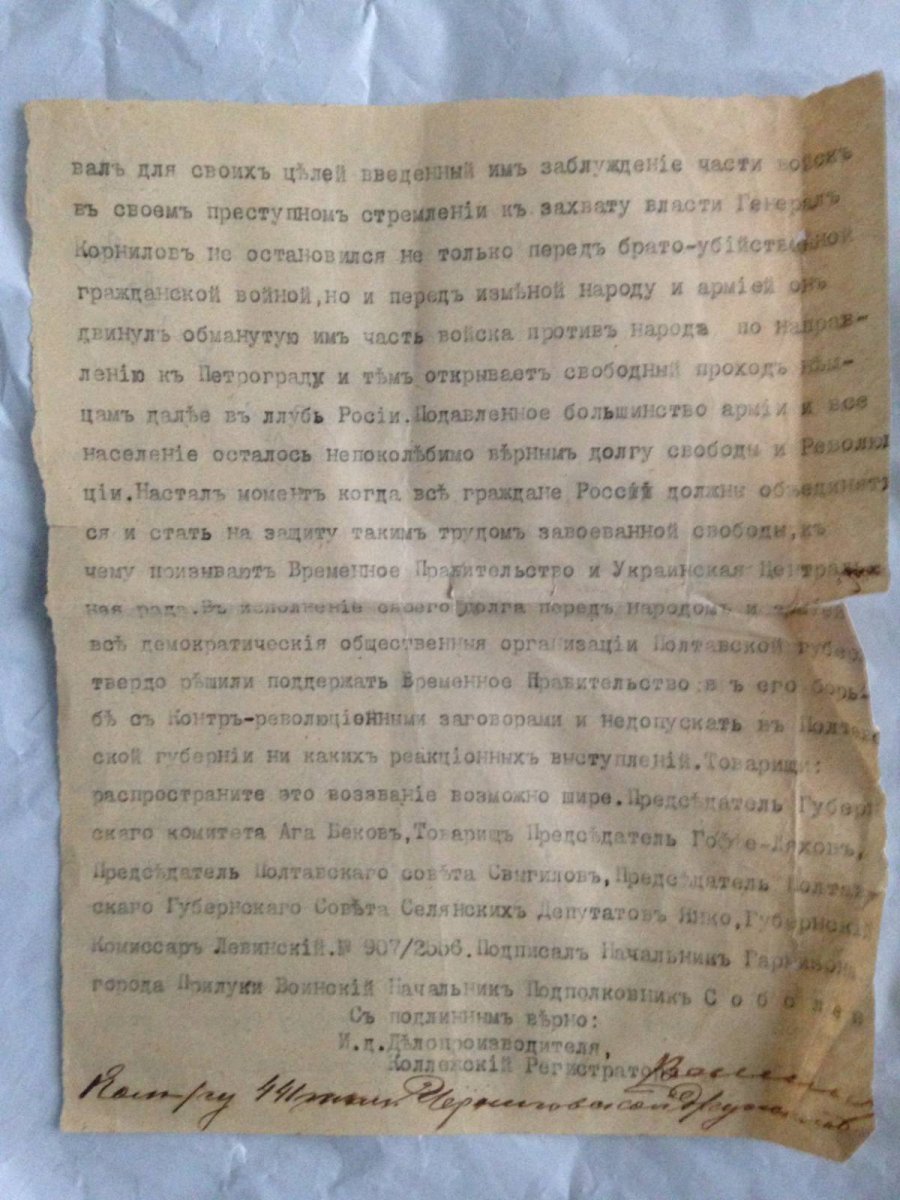 валъ для своихъ цѣлей введенный имъ заблужденіе части войскъ
въ своемъ преступном стремленіи къ захвату власти Генералъ
Корниловъ не остановился не только передъ брато-убійственной
гражданской войной,но и передъ измѣной народу и арміей онъ
двинулъ обманутую имъ часть войска противъ народа по направ-
ленію къ Петрограду и тѣмъ открываетъ свободный проходъ нѣм-
цамъ далѣе въ ллубь Росіи.Подавленное большинство арміи и все
населеніе осталось непоколѣбимо вѣрнымъ долгу свободы и Револю
ціи.Насталъ моментъ когда всѣ граждане Россіи должны объединят
ся и стать на защиту такимъ трудомъ завоеванной свободы,къ
чему призываютъ Временное Правительство и Украинская Централь
ная рада.Въ исполненіе своего долга передъ народомъ и арміей
всѣ демократическія общественныя организаціи Полтавской губер
твердо рѣшили поддержать Временное Правительство в ъ его борь
бѣ съ Контръ-революціонными заговорами и недопускать въ Полтав
ской губерніи ни какихъ реакціонныхъ выступленій.Товарищи:
распространите это воззваніе возможно шире.Предсѣдатель Губерн
скаго комитета Ага Бековъ,Товарищъ Предсѣдатель
Предсѣдатель Полтавскаго совѣта Свигиловъ,Предсѣдатель Полтав
скаго Губернскаго Совѣта Селянскихъ Депутатовъ Янко,Губернскій
Комиссаръ Левинскій.№ 907/2556.Подписалъ Начальникъ Гарнизона
города Прилуки Воинскій Начальникъ Подполковникъ С о б о л е в
Съ подлиннымъ вѣрно:
И.д.Дѣлопроизводителя,
Коллежскій Регистраторъ
441 Черниговской Дружины